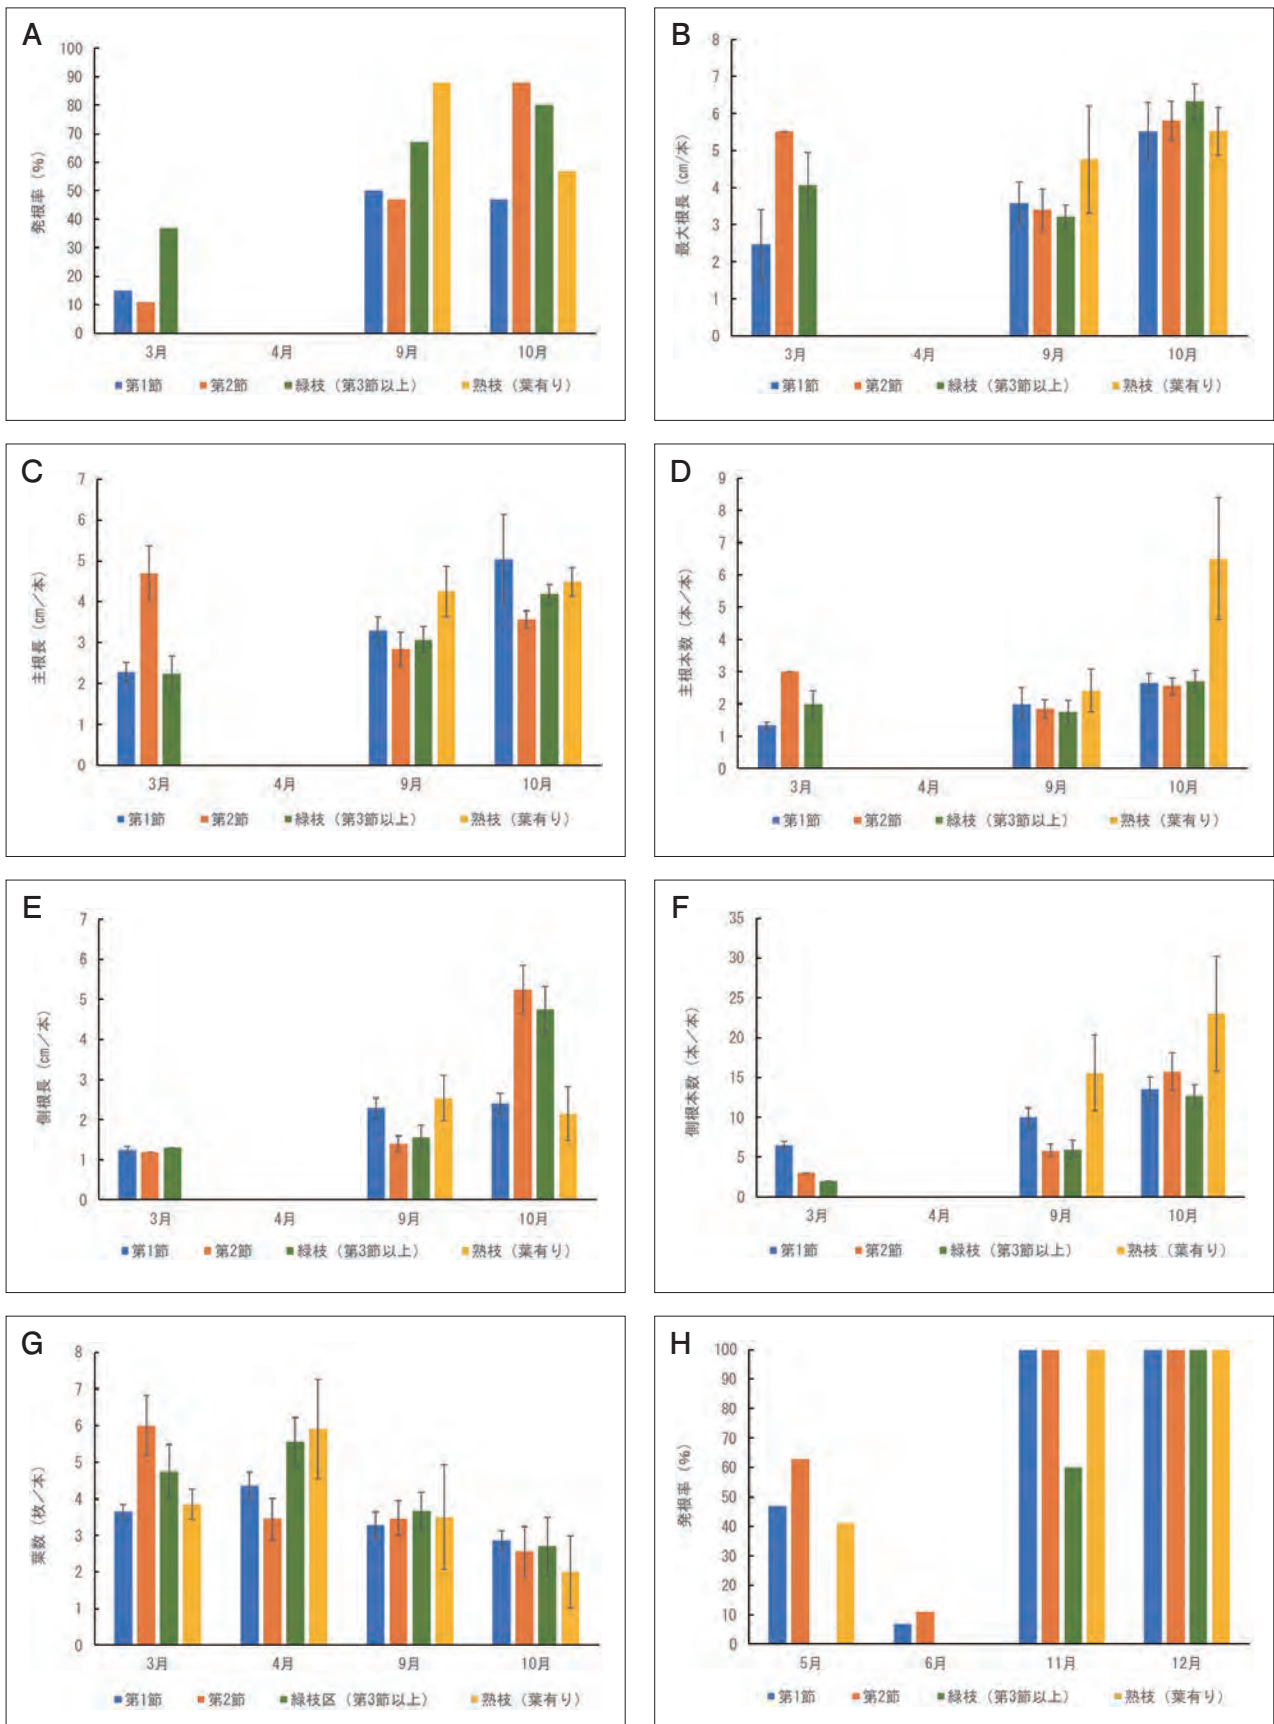 A
発根率（%）
100
90
80
70
60
50
40
30
20
10
0
3月 4月 9月 10月
第1節 第2節 緑枝（第3節以上） 熟枝（葉有り）
B
最大根長（cm/本）
8
7
6
5
4
3
2
1
0
3月 4月 9月 10月
第1節 第2節 緑枝（第3節以上） 熟枝（葉有り）
C
主根長（cm／本）
7
6
5
4
3
2
1
0
3月 4月 9月 10月
第1節 第2節 緑枝（第3節以上） 熟枝（葉有り）
D
主根本数（本／本）
9
8
7
6
5
4
3
2
1
0
3月 4月 9月 10月
第1節 第2節 緑枝（第3節以上） 熟枝（葉有り）
E
側根長（cm／本）
7
6
5
4
3
2
1
0
3月 4月 9月 10月
第1節 第2節 緑枝（第3節以上） 熟枝（葉有り）
F
側根本数（本／本）
35
30
25
20
15
10
5
0
3月 4月 9月 10月
第1節 第2節 緑枝（第3節以上） 熟枝（葉有り）
G
葉数（枚／本）
8
7
6
5
4
3
2
1
0
3月 4月 9月 10月
第1節 第2節 緑枝区（第3節以上） 熟枝（葉有り）
H
発根率（%）
100
90
80
70
60
50
40
30
20
10
0
5月 6月 11月 12月
第1節 第2節 緑枝（第3節以上） 熟枝（葉有り）